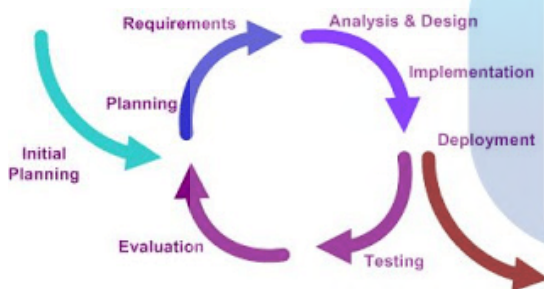 Requirements
Analysis & Design
Implementation
Planning
Deployment
Initial
Planning
Evaluation
Testing